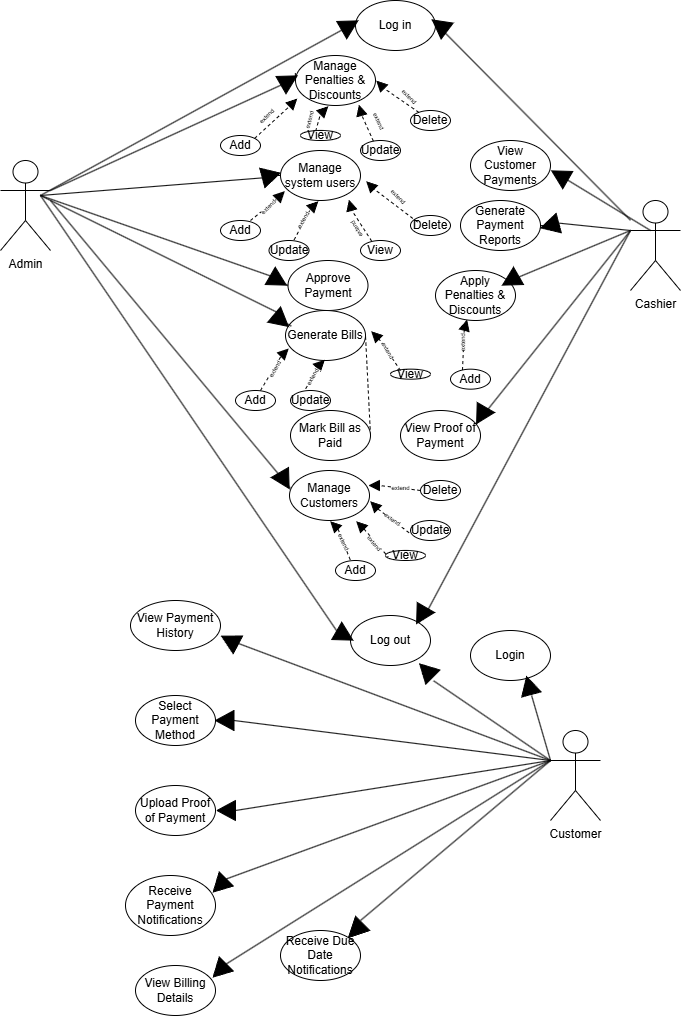 Log in
Manage
Penalties &
Discounts
extend
extend
extend
extend
Add
View
Update
Delete
Manage
system users
extend
extend
extend
extend
Add
Update
View
Delete
Admin
View
Customer
Payments
Generate
Payment
Reports
Cashier
Approve
Payment
Apply
Penalties &
Discounts
extend
Add
Generate Bills
extend
extend
extend
Add
Update
View
Mark Bill as
Paid
View Proof of
Payment
Manage
Customers
extend
extend
extend
extend
Delete
Update
View
Add
View Payment
History
Log out
Login
Select
Payment
Method
Customer
Upload Proof
of Payment
Receive
Payment
Notifications
Receive Due
Date
Notifications
View Billing
Details